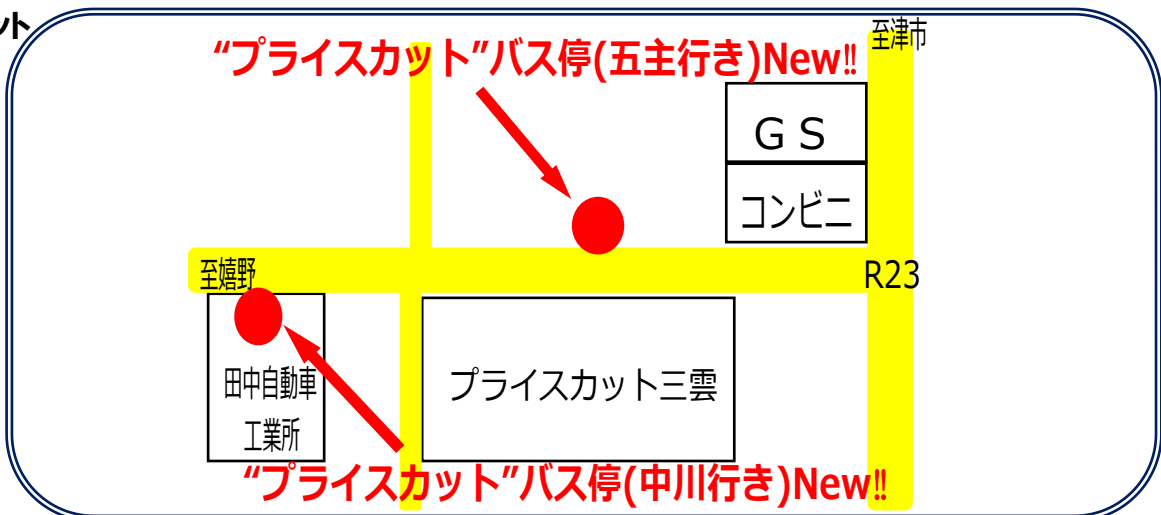 ット
至津市
“プライスカット”バス停(五主行き)New‼
ＧＳ
コンビニ
至嬉野
R23
田中自動車
工業所
プライスカット三雲
“プライスカット”バス停(中川行き)New‼